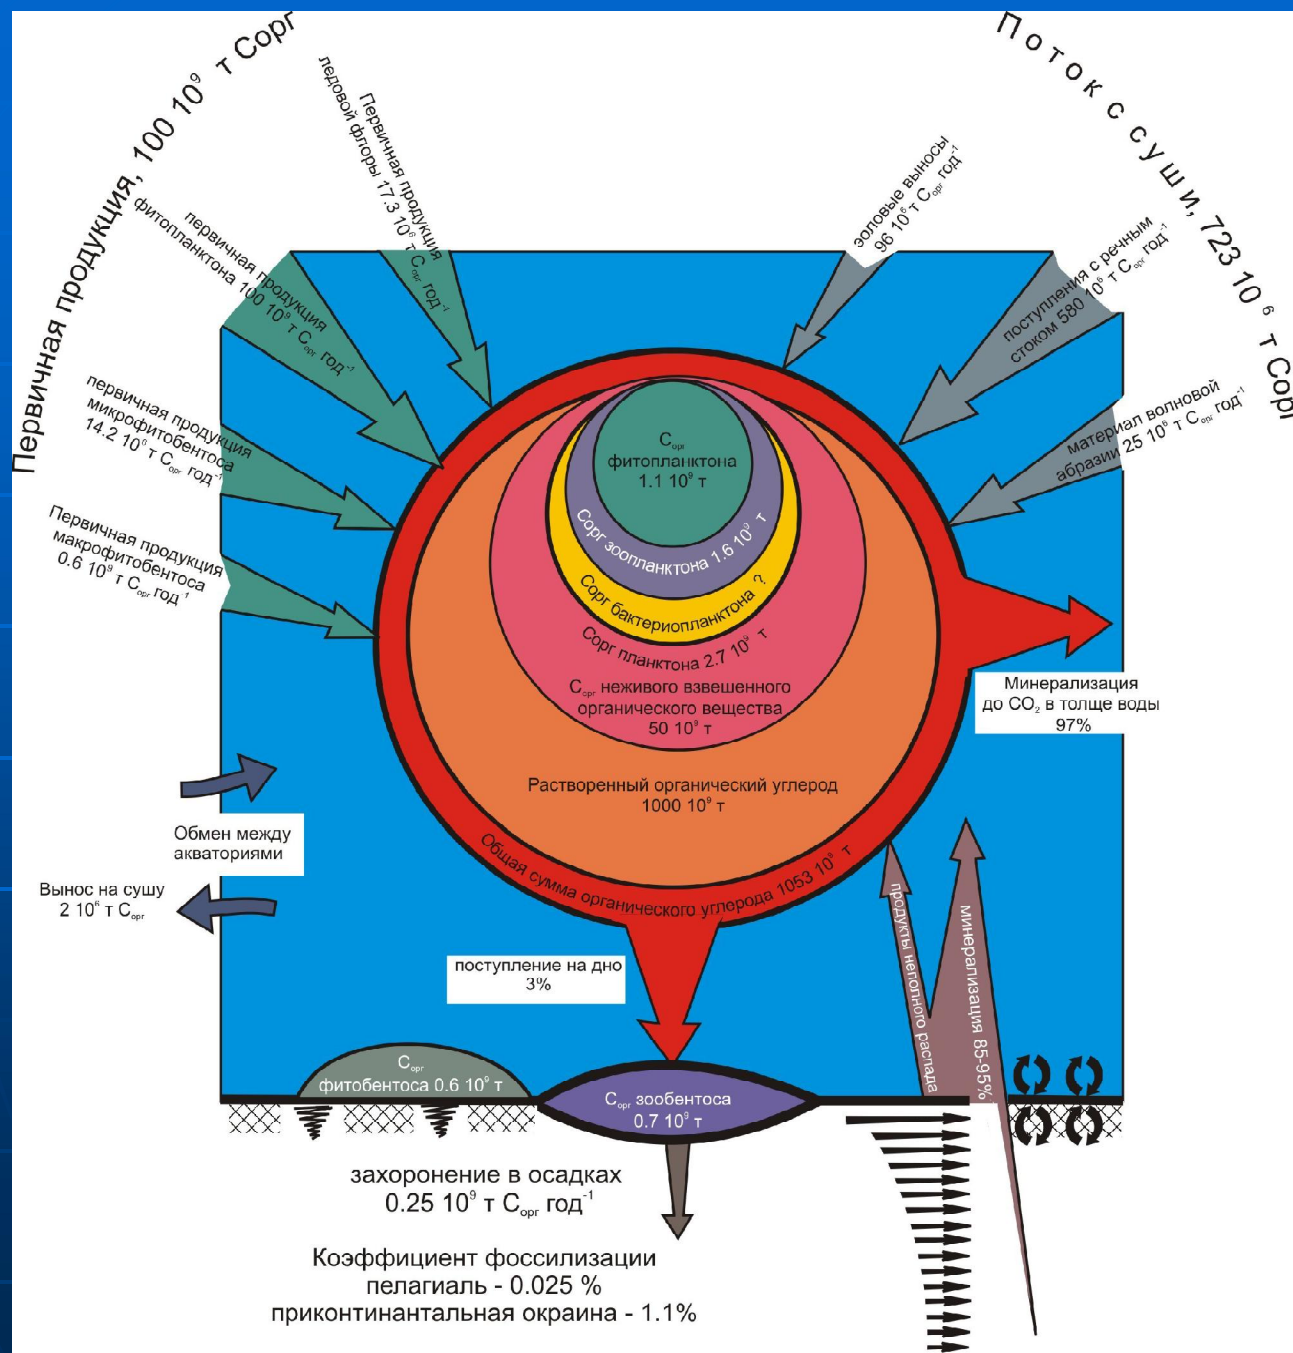 Первичная продукция, 100 10⁹ т Сорг
Поток с суши, 723 10⁶ т Сорг
Первичная продукция
ледовой флоры 17.3 10⁶ т Сорг год⁻¹
первичная продукция
фитопланктона 100 10⁹ т Сорг год⁻¹
первичная продукция
микрофитобентоса
14.2 10⁶ т Сорг год⁻¹
Первичная продукция
макрофитобентоса
0.6 10⁹ т Сорг год⁻¹
эоловые выносы
96 10⁶ т Сорг год⁻¹
поступления с речным
стоком 580 10⁶ т Сорг год⁻¹
материал волновой
абразии 25 10⁶ т Сорг год⁻¹
Сорг
фитопланктона
1.1 10⁹ т
Сорг зоопланктона 1.6 10⁹ т
Сорг бактериопланктона ?
Сорг планктона 2.7 10⁹ т
Сорг неживого взвешенного
органического вещества
50 10⁹ т
Растворенный органический углерод
1000 10⁹ т
Общая сумма органического углерода 1053 10⁹ т
Минерализация
до CO₂ в толще воды
97%
Обмен между
акваториями
Вынос на сушу
2 10⁶ т Сорг
поступление на дно
3%
продукты неполного распада
минерализация 85-95%
Сорг
фитобентоса 0.6 10⁹ т
Сорг зообентоса
0.7 10⁹ т
захоронение в осадках
0.25 10⁹ т Сорг год⁻¹
Коэффициент фоссилизации
пелагиаль - 0.025 %
приконтинантальная окраина - 1.1%